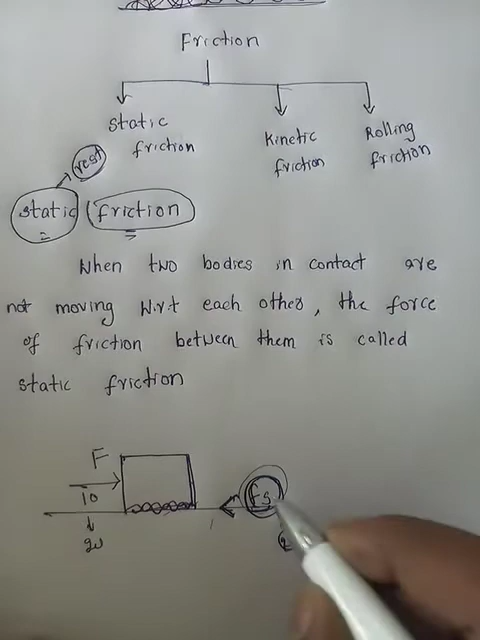 Friction
static friction
Kinetic friction
Rolling friction
rest
static friction
When two bodies in contact are
not moving w.r.t each other, the force
of friction between them is called
static friction
F
10
fs